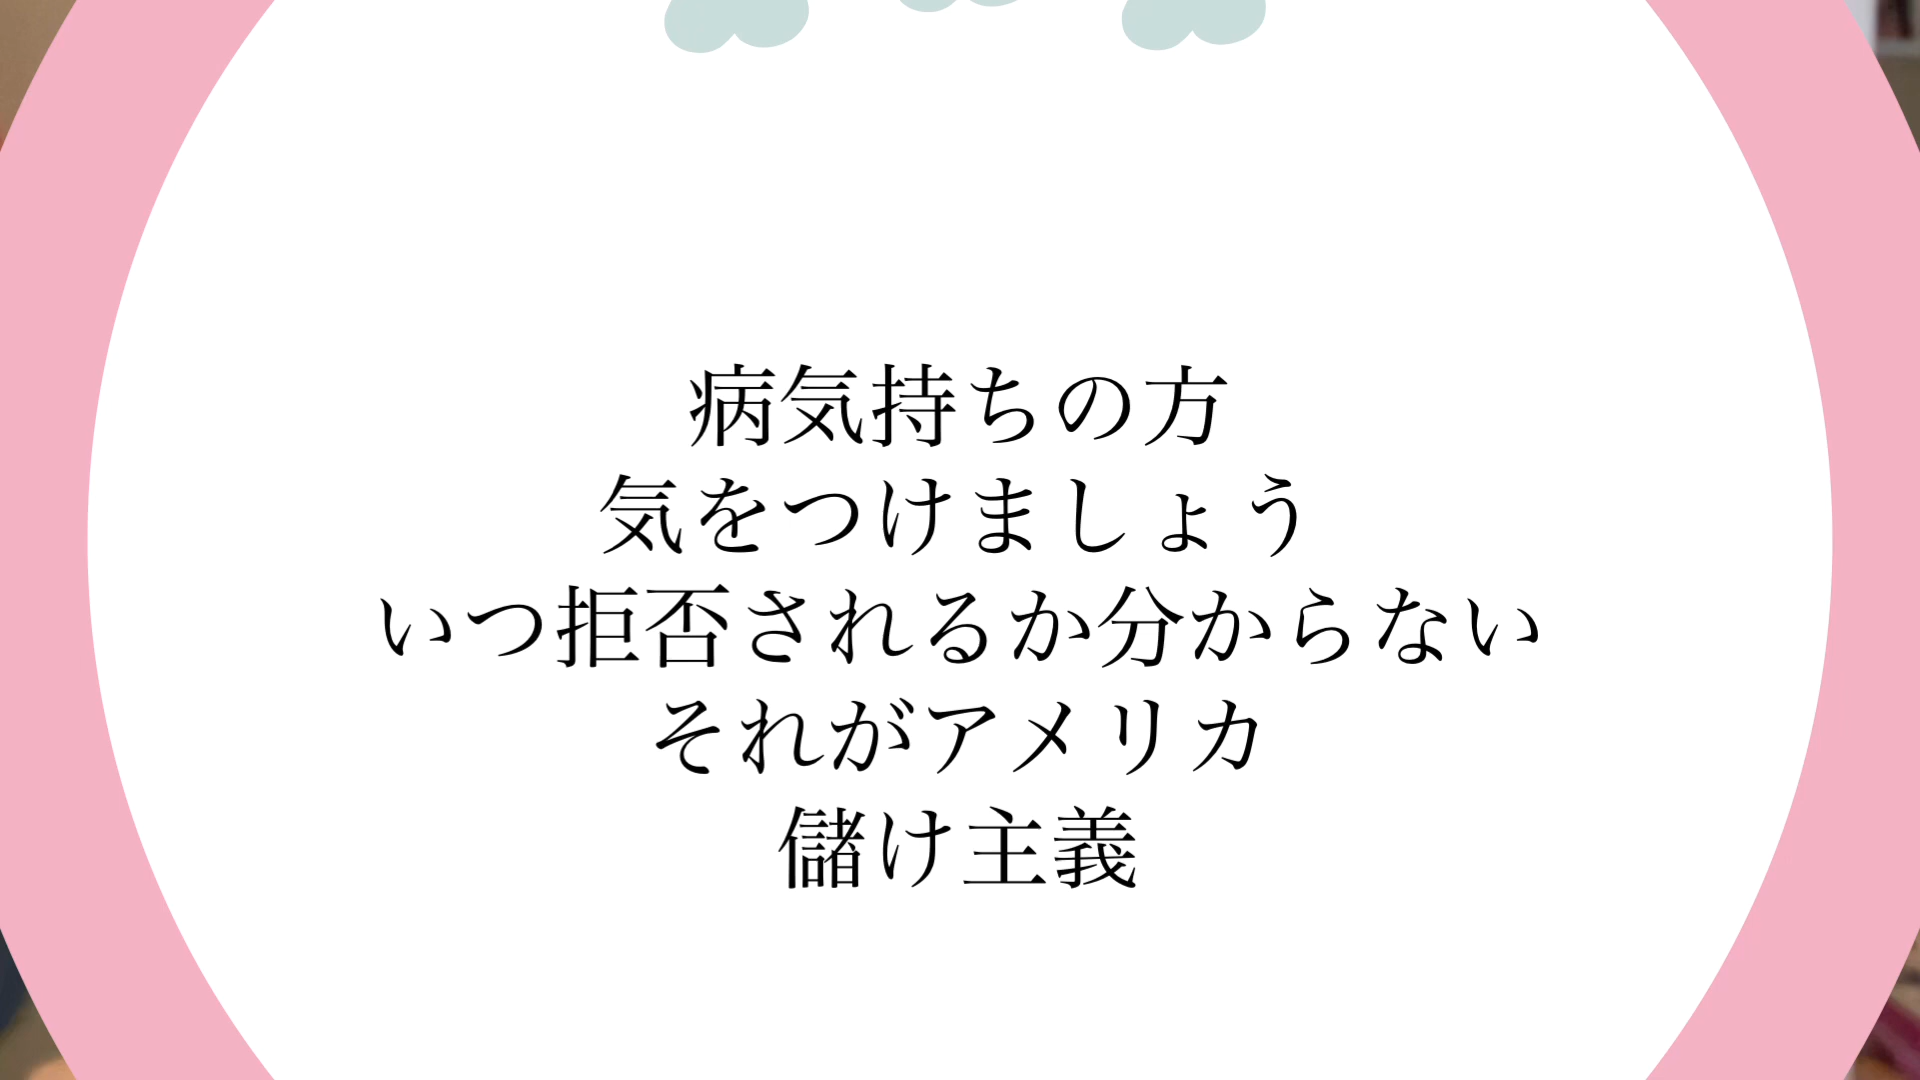 病気持ちの方
気をつけましょう
いつ拒否されるか分からない
それがアメリカ
儲け主義